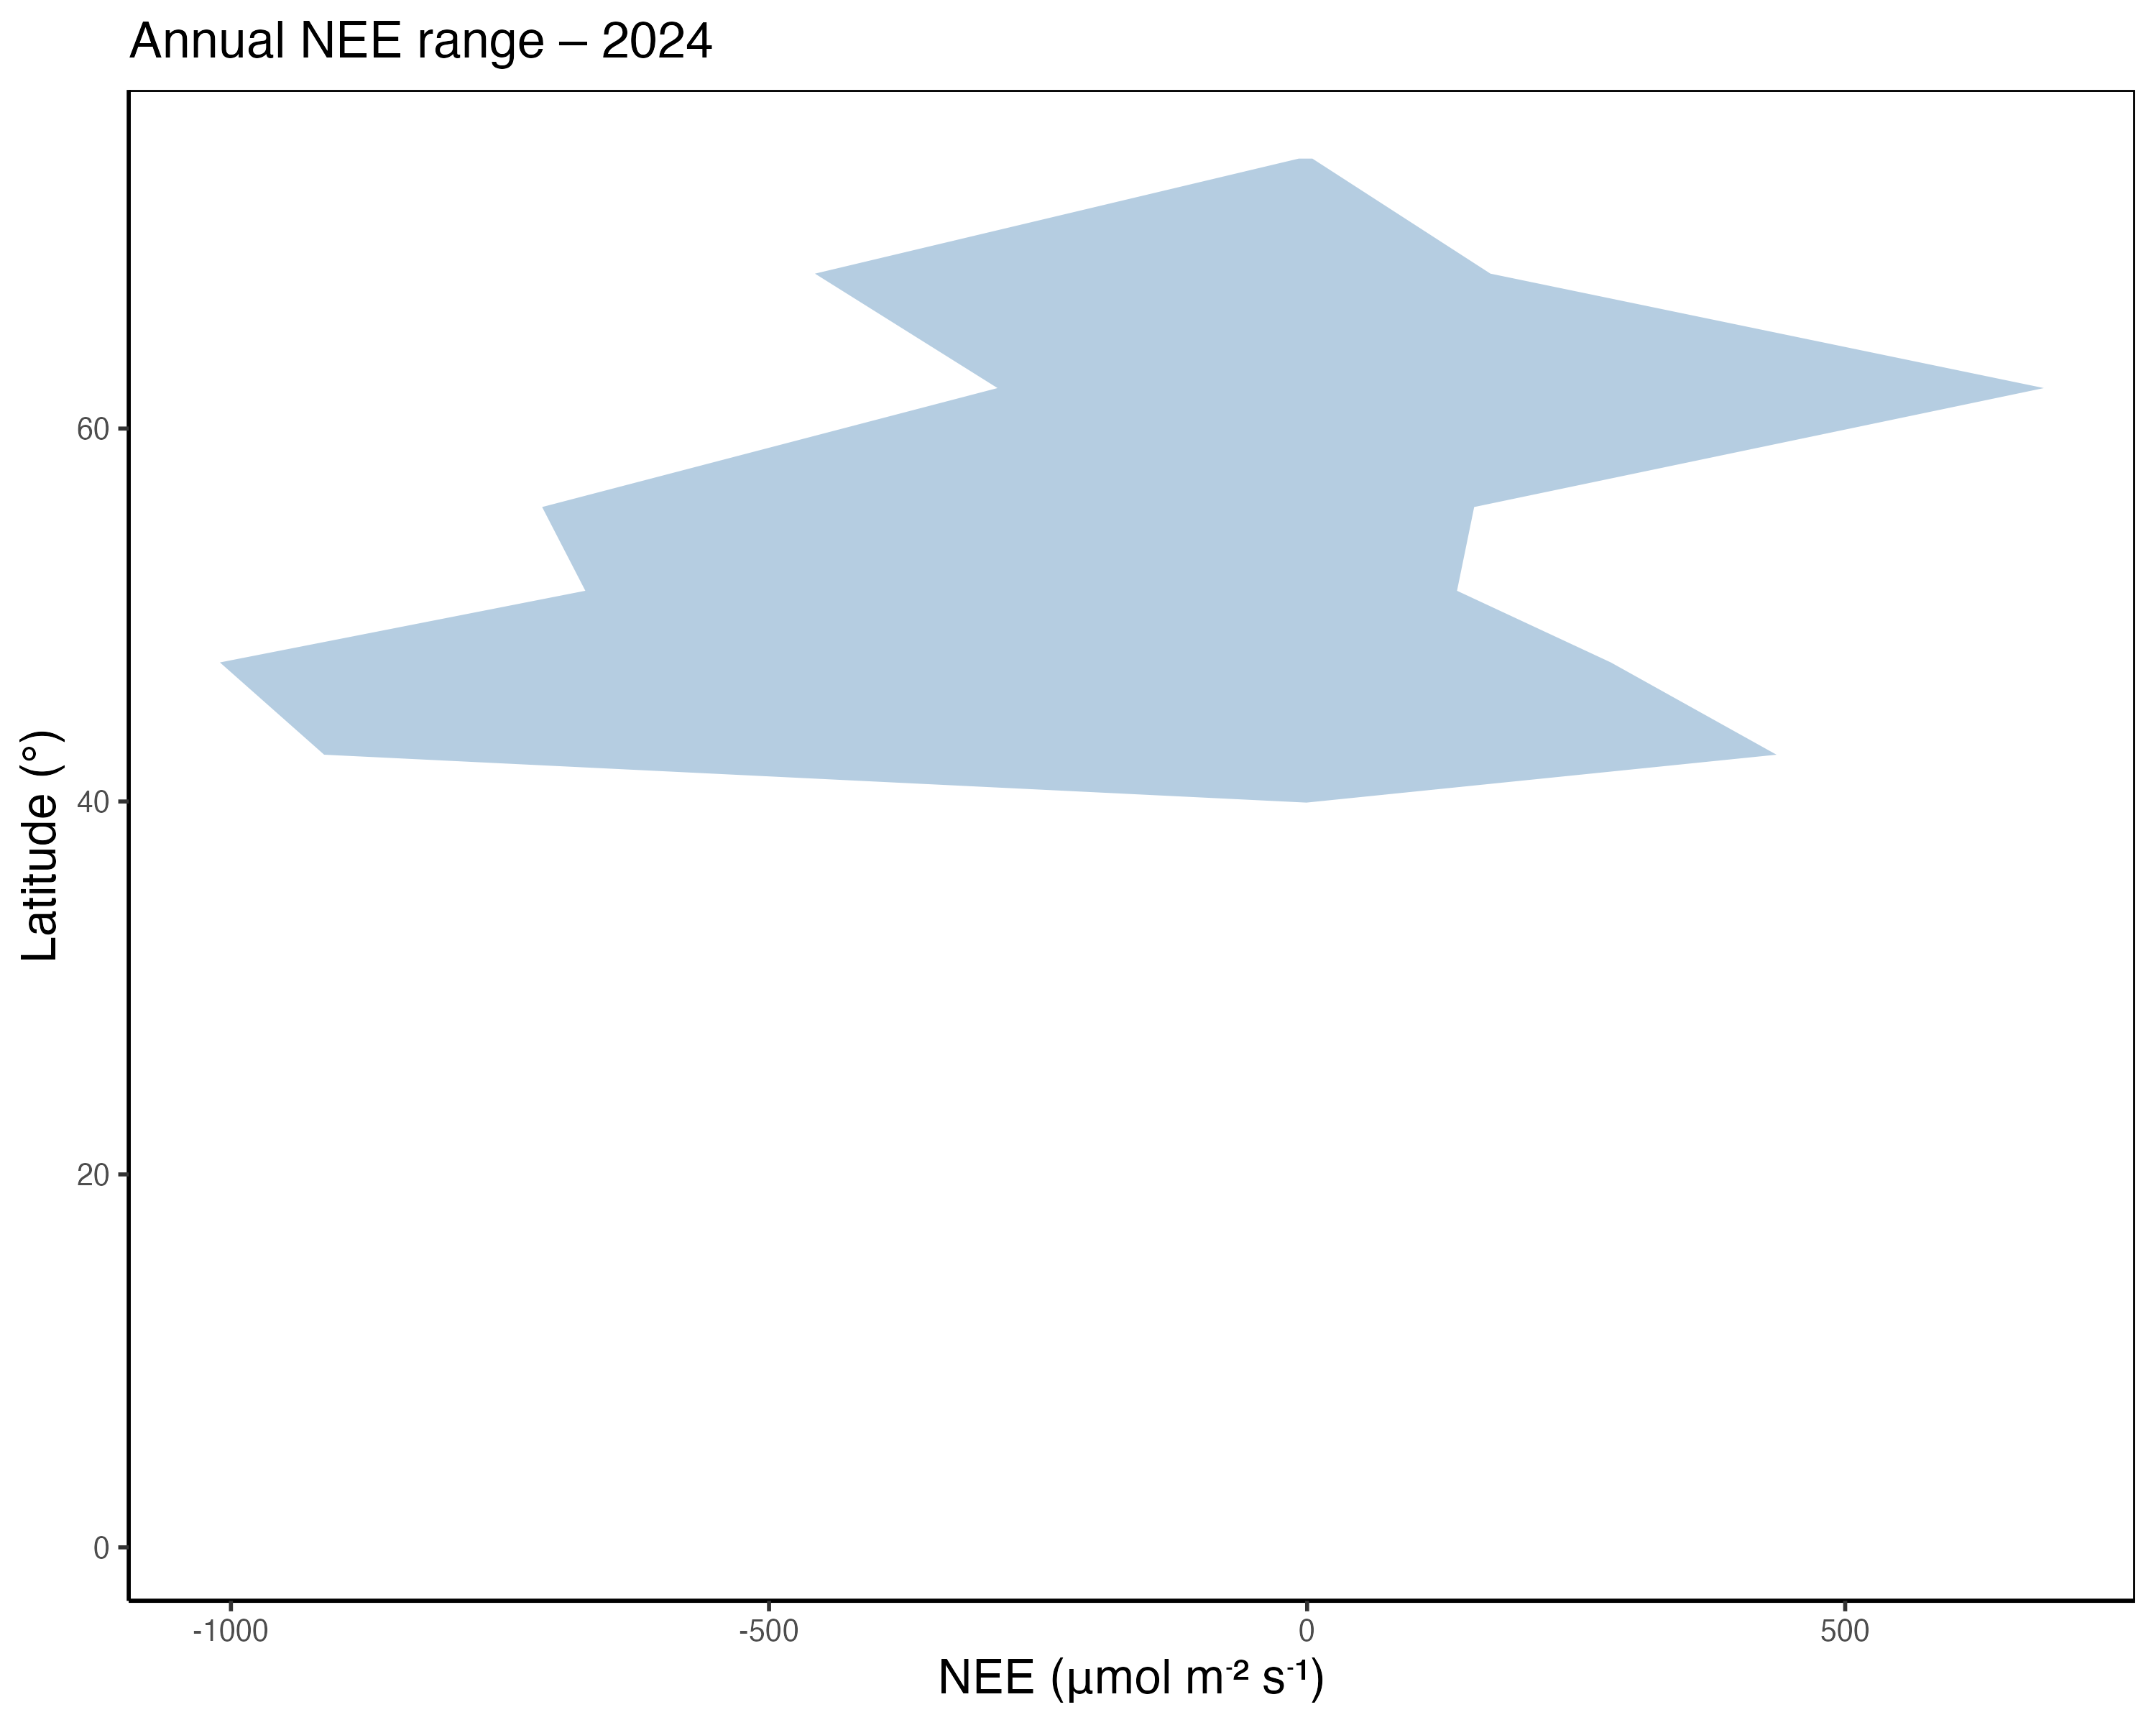 Annual NEE range – 2024
Latitude (°)
60
40
20
0
-1000 -500 0 500
NEE (µmol m⁻² s⁻¹)